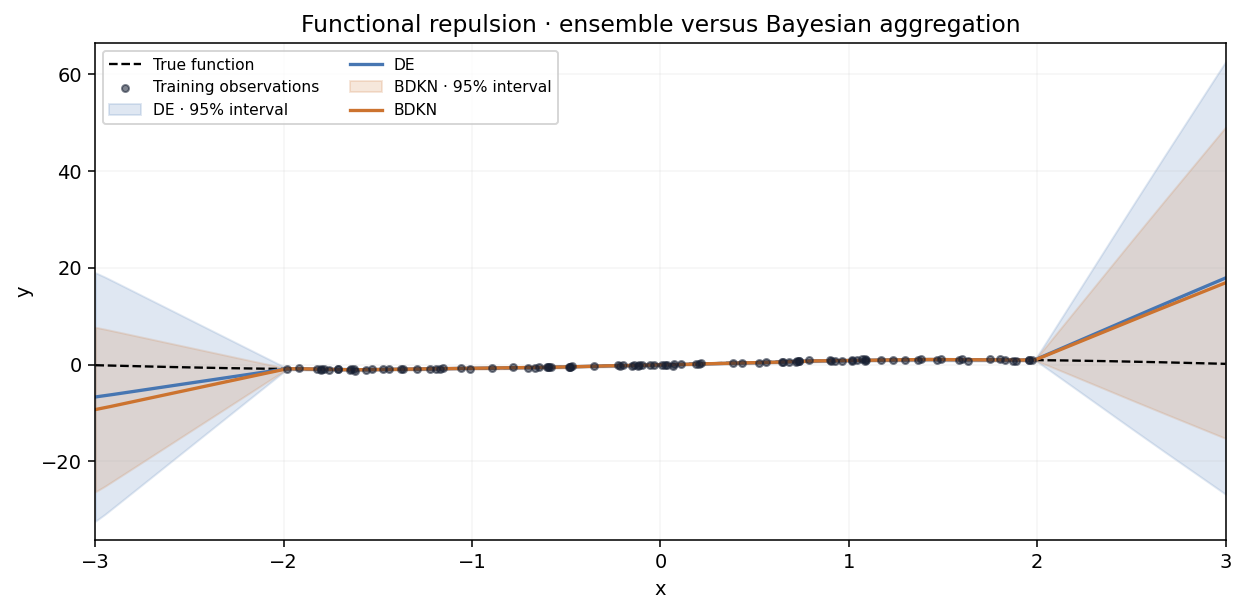 Functional repulsion · ensemble versus Bayesian aggregation
True function
Training observations
DE · 95% interval
DE
BDKN · 95% interval
BDKN
60
40
20
0
−20
y
−3
−2
−1
0
1
2
3
x